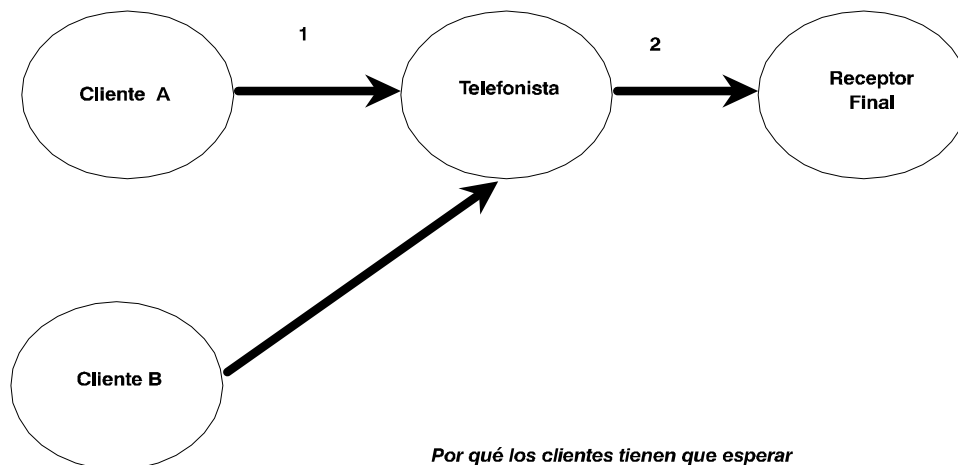 1
2
Cliente A
Telefonista
Receptor
Final
Cliente B
Por qué los clientes tienen que esperar